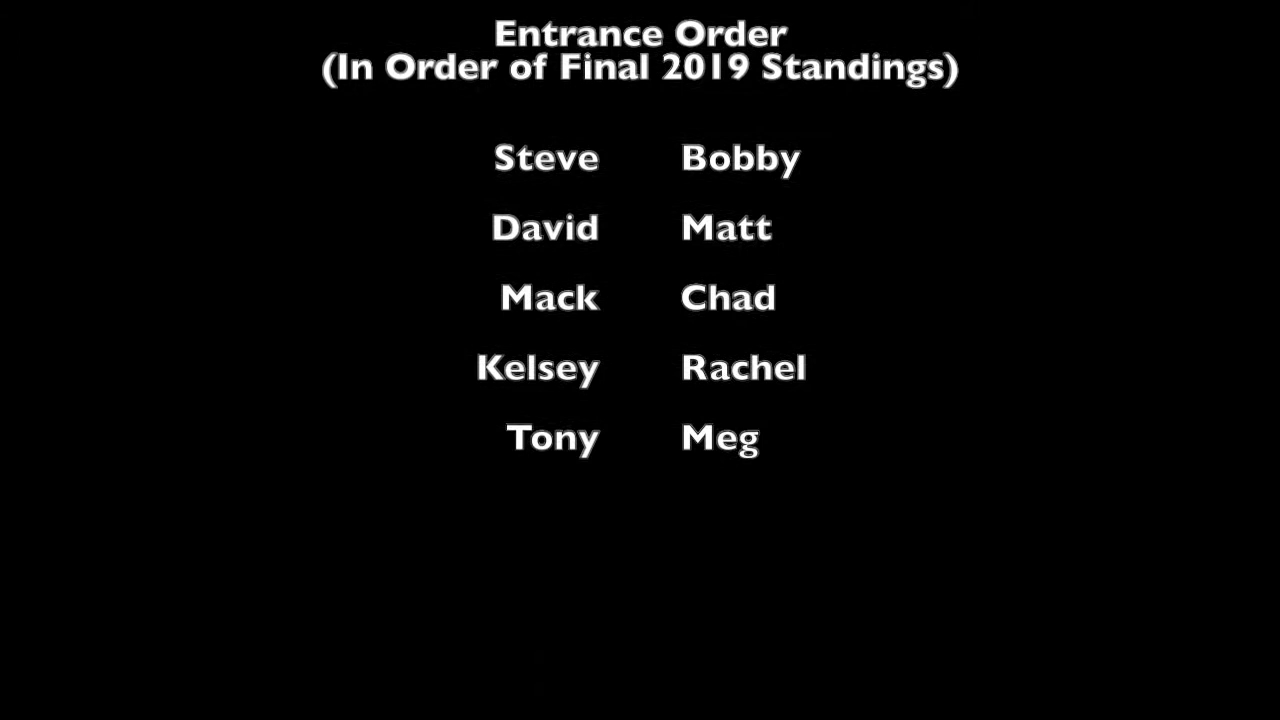 Entrance Order
(In Order of Final 2019 Standings)
Steve Bobby
David Matt
Mack Chad
Kelsey Rachel
Tony Meg